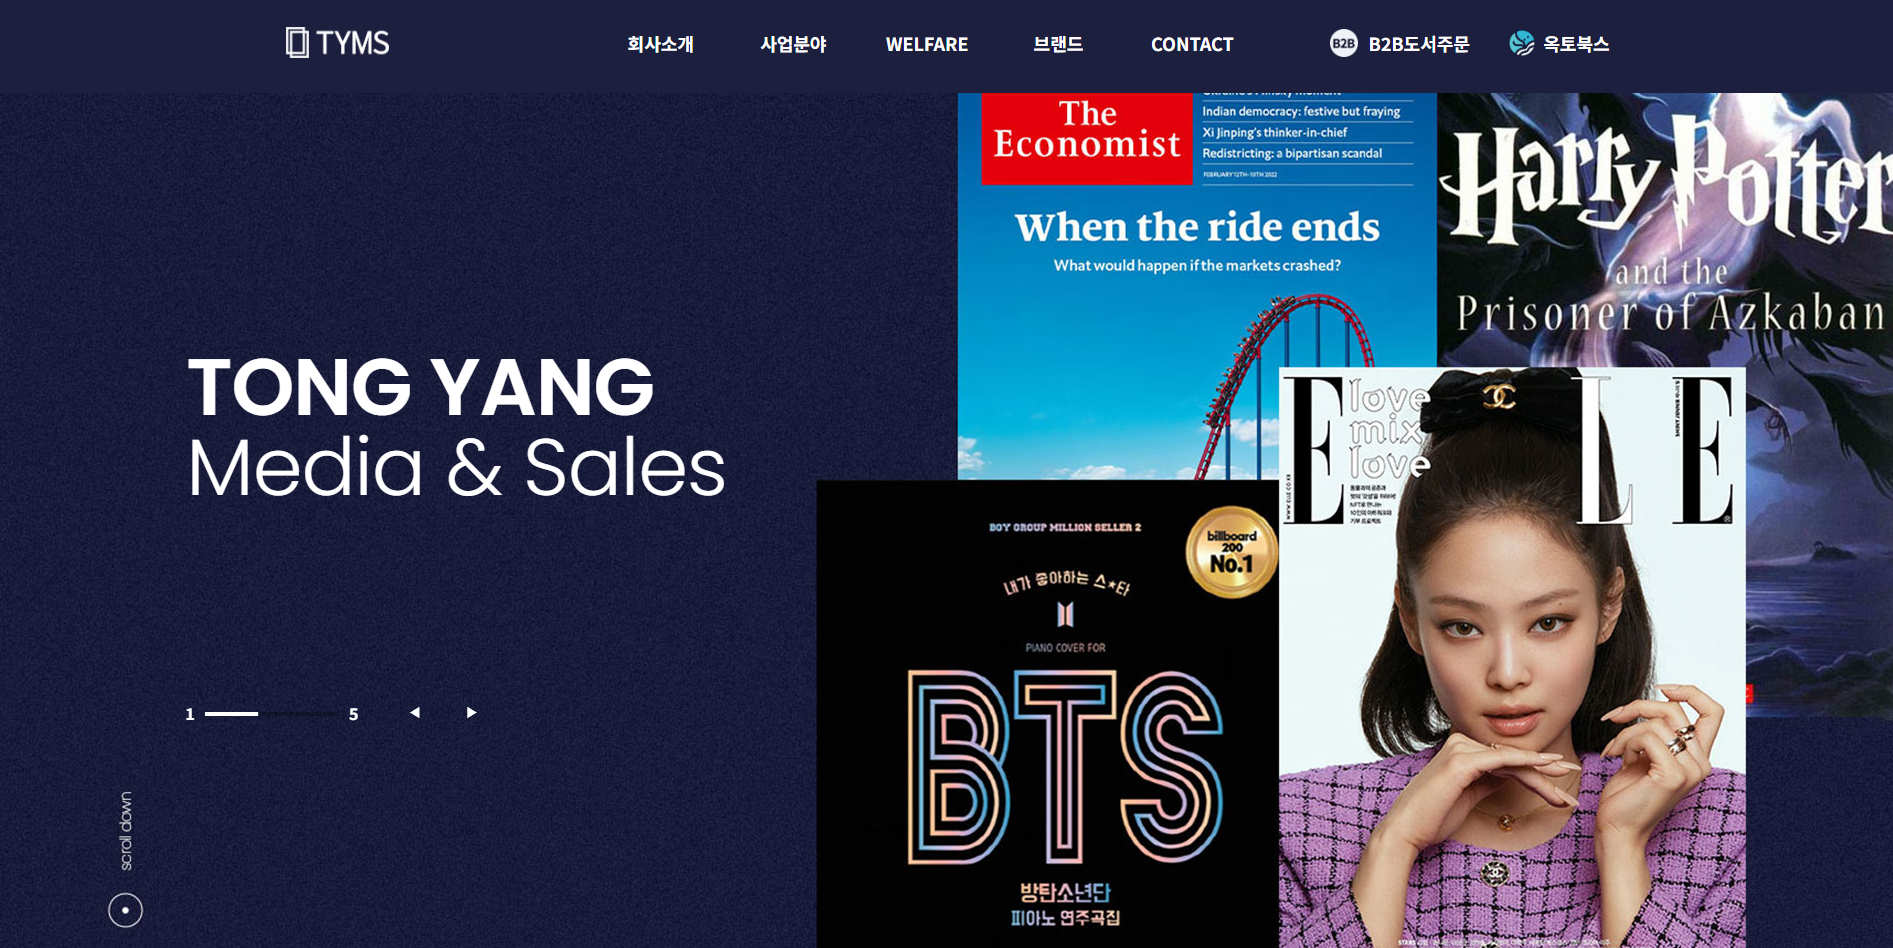 TYMS
회사소개
사업분야
WELFARE
브랜드
CONTACT
B2B B2B도서주문
옥토북스
TONG YANG
Media & Sales
1
5
scroll down
The
Economist
Indian democracy: festive but fraying
Xi Jinping's thinker-in-chief
Redistricting: a bipartisan scandal
FEBRUARY 12TH–18TH 2022
When the ride ends
What would happen if the markets crashed?
Harry Potter
and the
Prisoner of Azkaban
BOY GROUP MILLION SELLER 2
billboard
200
No.1
내가 좋아하는 스★타
PIANO COVER FOR
BTS
방탄소년단
피아노 연주곡집
ELLE
love
mix
love